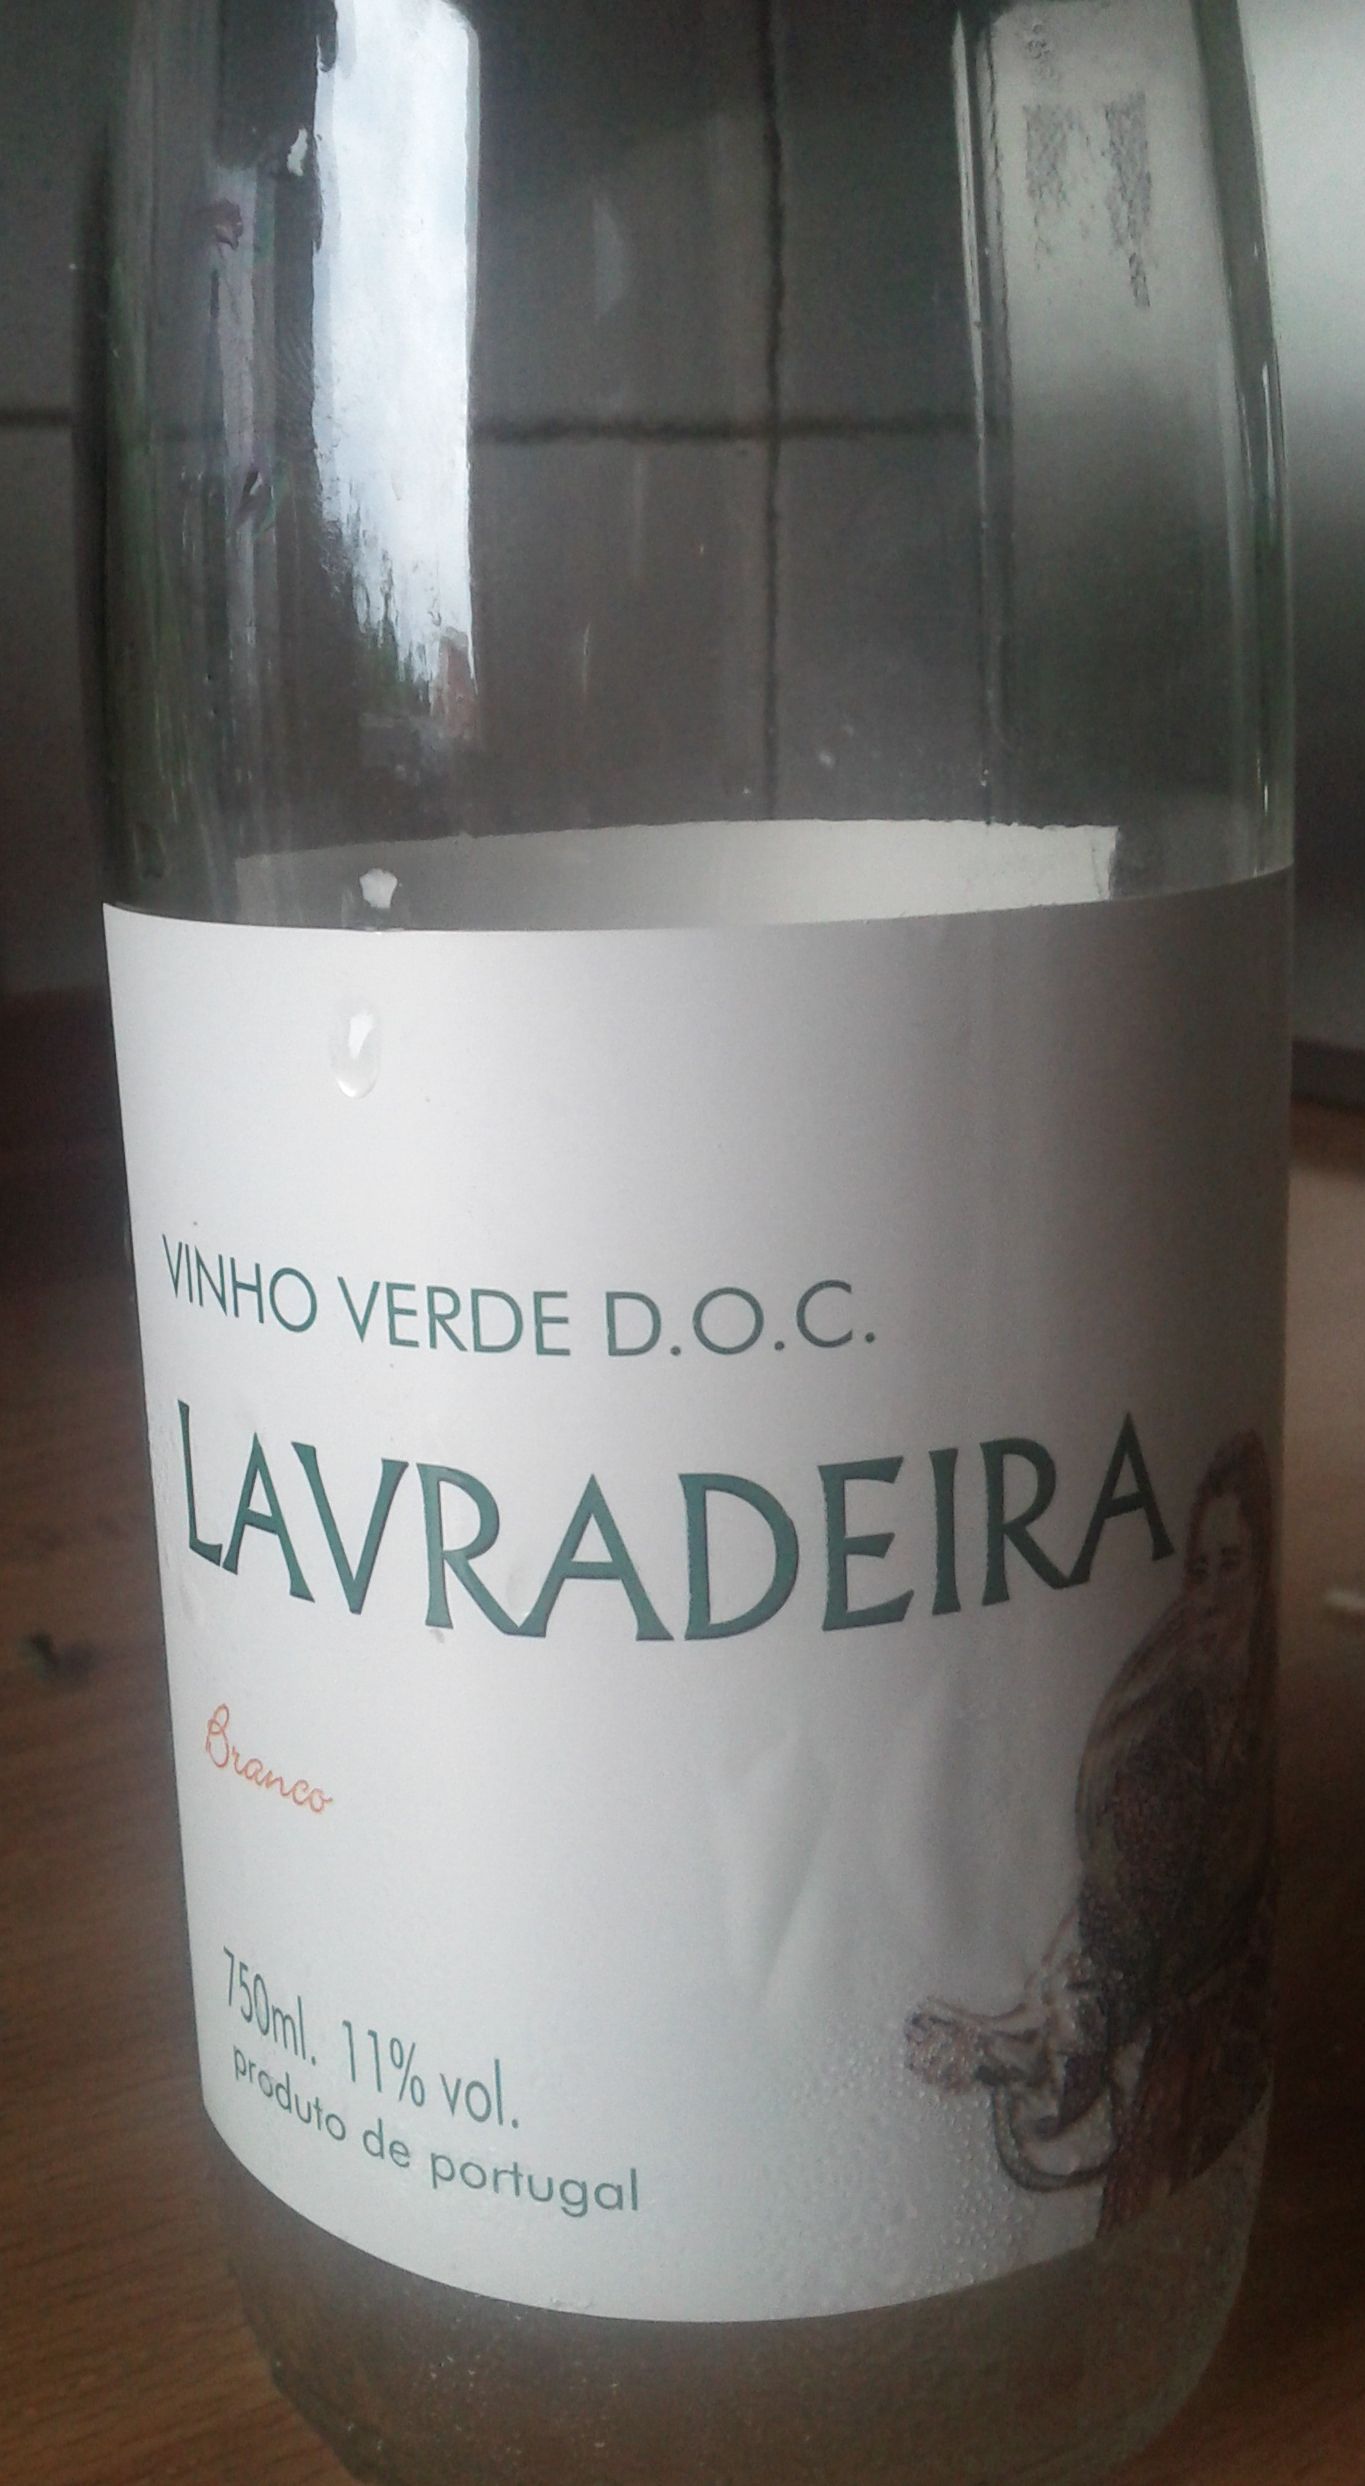 VINHO VERDE D.O.C.
LAVRADEIRA
Branco
750ml. 11% vol.
produto de portugal